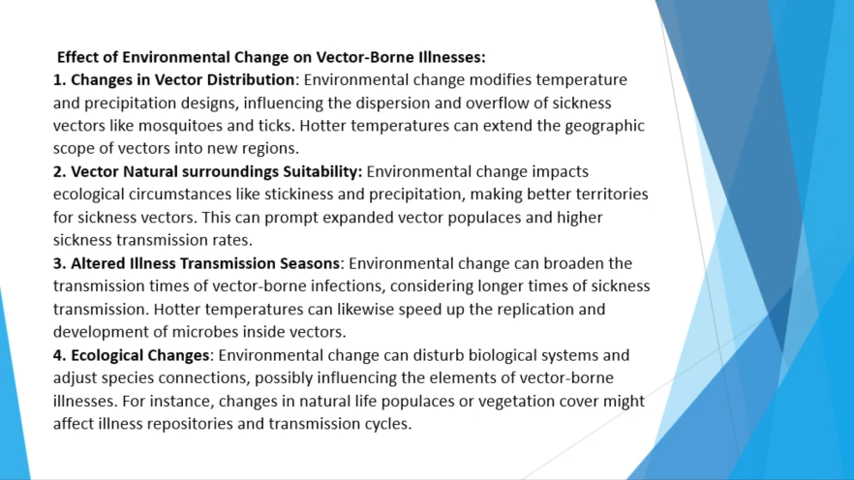 Effect of Environmental Change on Vector-Borne Illnesses:
1. Changes in Vector Distribution: Environmental change modifies temperature
and precipitation designs, influencing the dispersion and overflow of sickness
vectors like mosquitoes and ticks. Hotter temperatures can extend the geographic
scope of vectors into new regions.
2. Vector Natural surroundings Suitability: Environmental change impacts
ecological circumstances like stickiness and precipitation, making better territories
for sickness vectors. This can prompt expanded vector populaces and higher
sickness transmission rates.
3. Altered Illness Transmission Seasons: Environmental change can broaden the
transmission times of vector-borne infections, considering longer times of sickness
transmission. Hotter temperatures can likewise speed up the replication and
development of microbes inside vectors.
4. Ecological Changes: Environmental change can disturb biological systems and
adjust species connections, possibly influencing the elements of vector-borne
illnesses. For instance, changes in natural life populaces or vegetation cover might
affect illness repositories and transmission cycles.